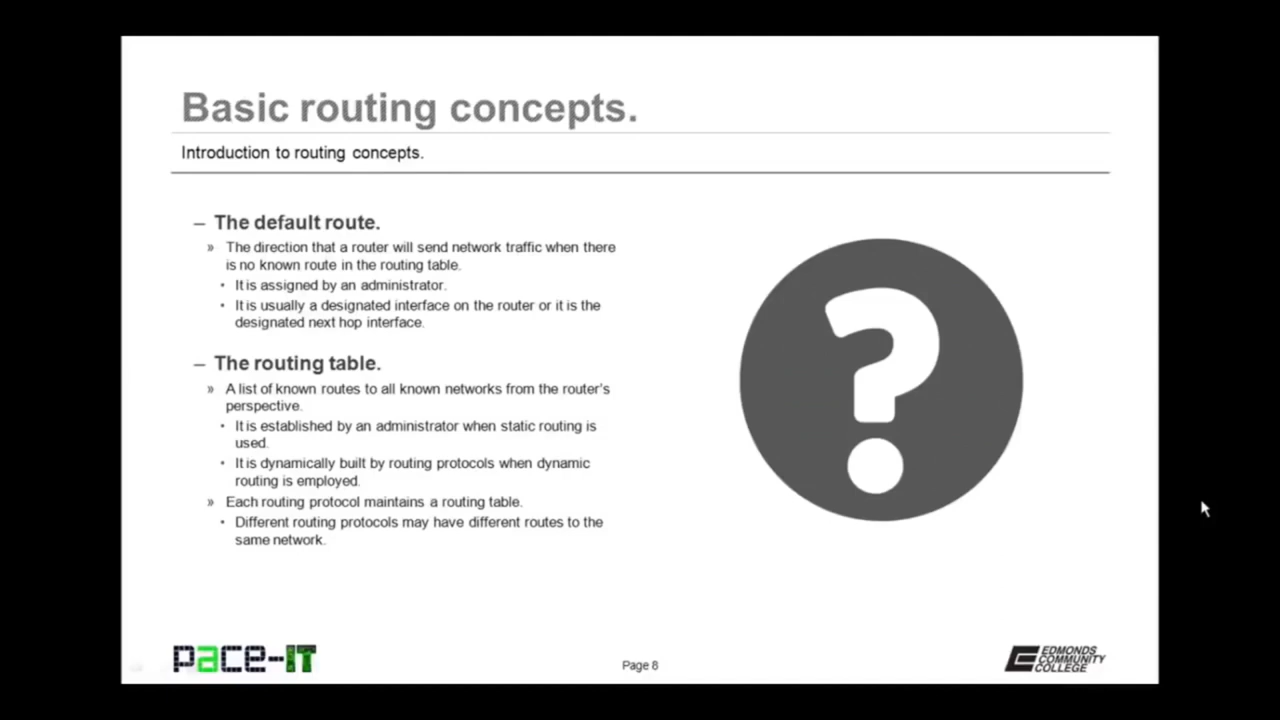 Basic routing concepts.
Introduction to routing concepts.
– The default route.
» The direction that a router will send network traffic when there
is no known route in the routing table.
• It is assigned by an administrator.
• It is usually a designated interface on the router or it is the
designated next hop interface.
– The routing table.
» A list of known routes to all known networks from the router's
perspective.
• It is established by an administrator when static routing is
used.
• It is dynamically built by routing protocols when dynamic
routing is employed.
» Each routing protocol maintains a routing table.
• Different routing protocols may have different routes to the
same network.
?
pace-IT
Page 8
EDMONDS
COMMUNITY
COLLEGE